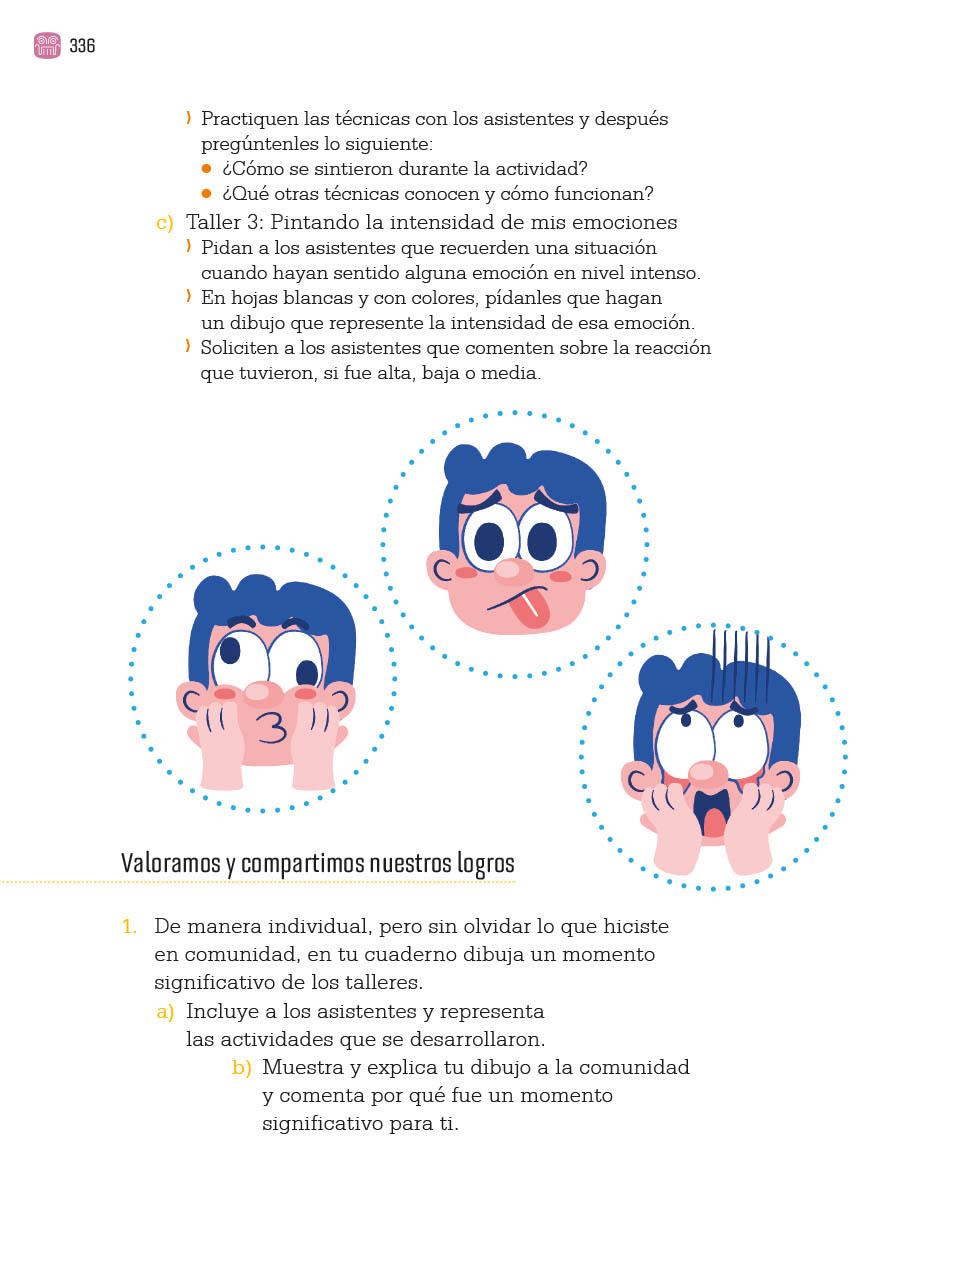 336
⟩ Practiquen las técnicas con los asistentes y después
pregúntenles lo siguiente:
● ¿Cómo se sintieron durante la actividad?
● ¿Qué otras técnicas conocen y cómo funcionan?
c) Taller 3: Pintando la intensidad de mis emociones
⟩ Pidan a los asistentes que recuerden una situación
cuando hayan sentido alguna emoción en nivel intenso.
⟩ En hojas blancas y con colores, pídanles que hagan
un dibujo que represente la intensidad de esa emoción.
⟩ Soliciten a los asistentes que comenten sobre la reacción
que tuvieron, si fue alta, baja o media.
Valoramos y compartimos nuestros logros
1. De manera individual, pero sin olvidar lo que hiciste
en comunidad, en tu cuaderno dibuja un momento
significativo de los talleres.
a) Incluye a los asistentes y representa
las actividades que se desarrollaron.
b) Muestra y explica tu dibujo a la comunidad
y comenta por qué fue un momento
significativo para ti.